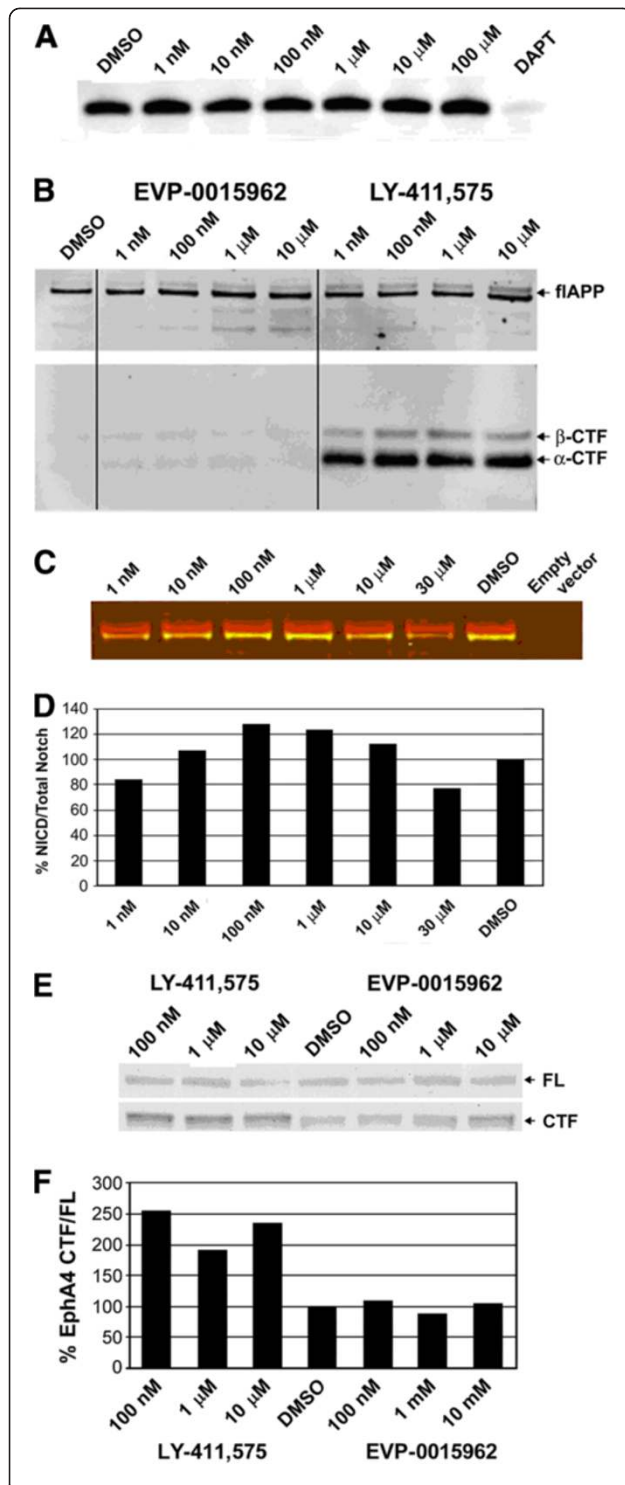 A
DMSO 1 nM 10 nM 100 nM 1 μM 10 μM 100 μM DAPT
B
EVP-0015962 LY-411,575
DMSO 1 nM 100 nM 1 μM 10 μM 1 nM 100 nM 1 μM 10 μM
flAPP
β-CTF
α-CTF
C
1 nM 10 nM 100 nM 1 μM 10 μM 30 μM DMSO Empty vector
D
% NICD/Total Notch
140
120
100
80
60
40
20
0
1 nM 10 nM 100 nM 1 μM 10 μM 30 μM DMSO
E
LY-411,575 EVP-0015962
100 nM 1 μM 10 μM DMSO 100 nM 1 μM 10 μM
FL
CTF
F
% EphA4 CTF/FL
300
250
200
150
100
50
0
100 nM 1 μM 10 μM DMSO 100 nM 1 mM 10 mM
LY-411,575 EVP-0015962